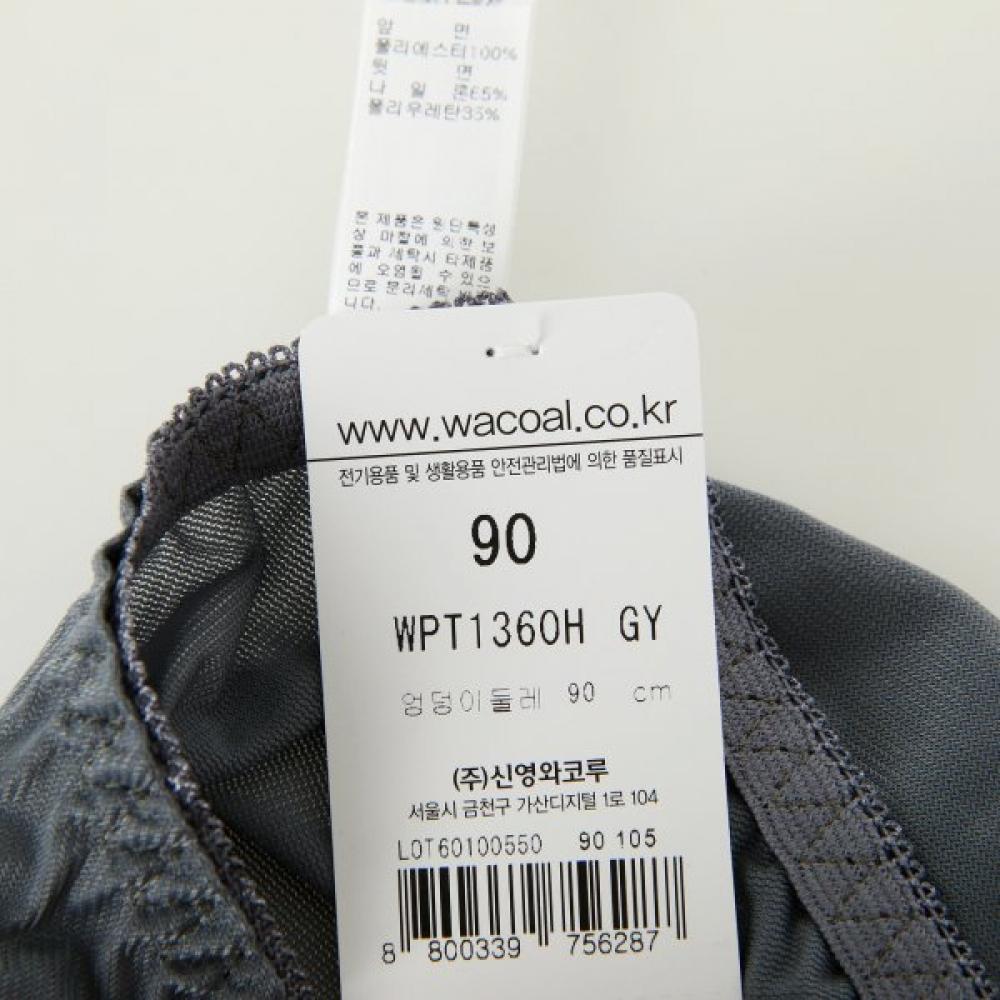 앞 면
폴리에스터100%
뒷 면
나 일 론65%
폴리우레탄35%
본 제품은 원단특성
상 마찰에 의한 보
풀과 세탁시 타제품
에 오염될 수 있으
므로 분리세탁
니다.
www.wacoal.co.kr
전기용품 및 생활용품 안전관리법에 의한 품질표시
90
WPT1360H GY
엉덩이둘레 90 cm
(주)신영와코루
서울시 금천구 가산디지털 1로 104
LOT60100550 90 105
8 800339 756287